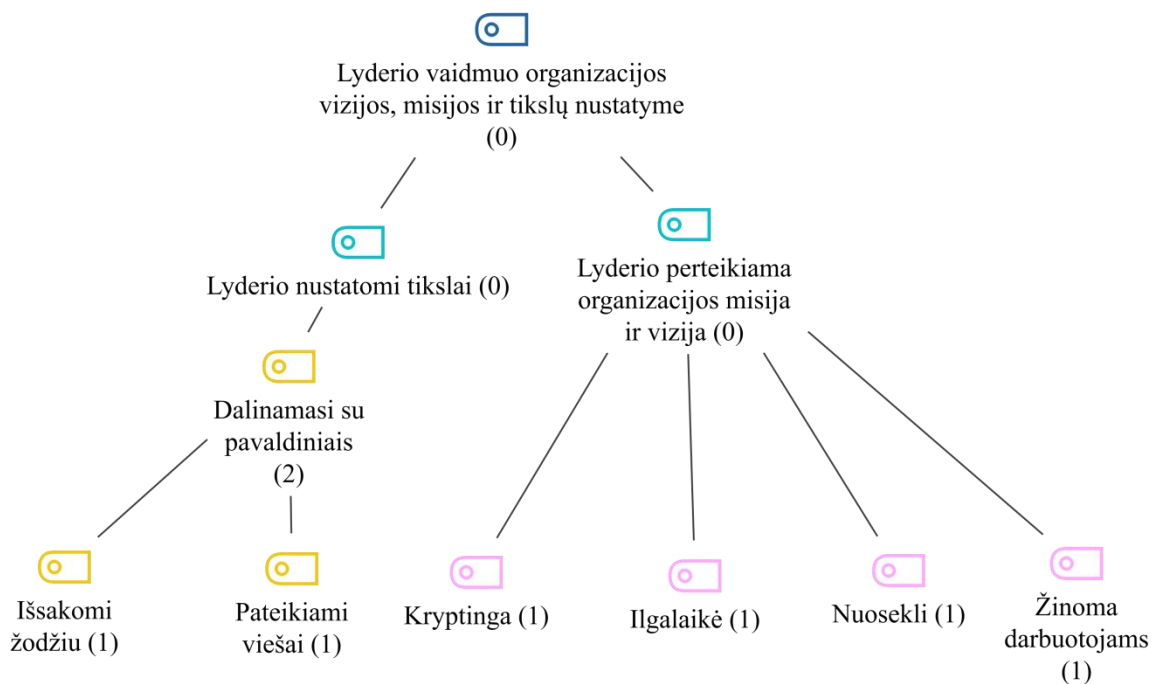 Lyderio vaidmuo organizacijos
vizijos, misijos ir tikslų nustatyme
(0)
Lyderio nustatomi tikslai (0)
Lyderio perteikiama
organizacijos misija
ir vizija (0)
Dalinamasi su
pavaldiniais
(2)
Išsakomi
žodžiu (1)
Pateikiami
viešai (1)
Kryptinga (1)
Ilgalaikė (1)
Nuosekli (1)
Žinoma
darbuotojams
(1)